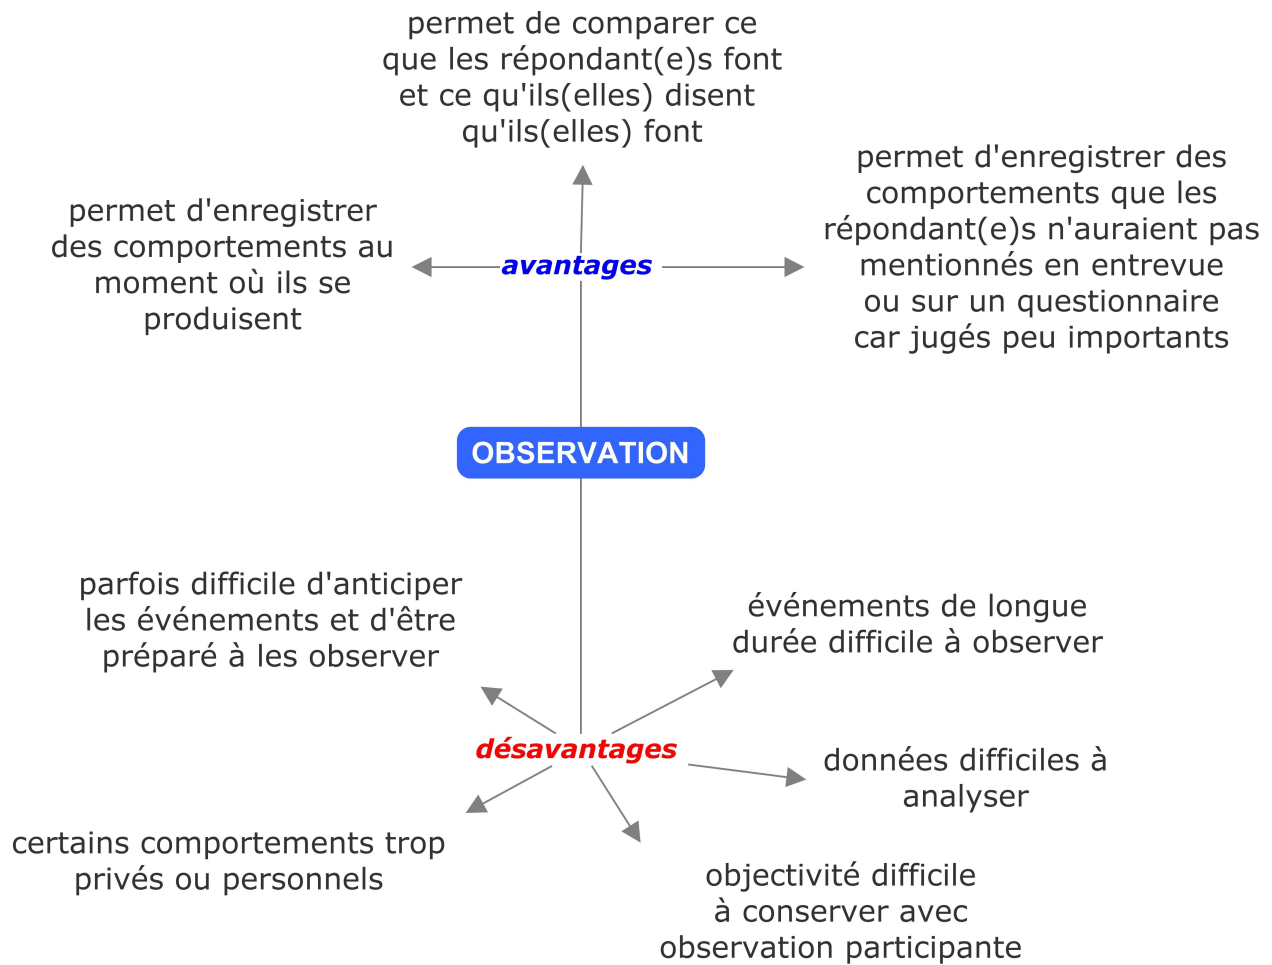 permet de comparer ce
que les répondant(e)s font
et ce qu'ils(elles) disent
qu'ils(elles) font
permet d'enregistrer
des comportements au
moment où ils se
produisent
avantages
permet d'enregistrer des
comportements que les
répondant(e)s n'auraient pas
mentionnés en entrevue
ou sur un questionnaire
car jugés peu importants
OBSERVATION
parfois difficile d'anticiper
les événements et d'être
préparé à les observer
événements de longue
durée difficile à observer
désavantages
données difficiles à
analyser
certains comportements trop
privés ou personnels
objectivité difficile
à conserver avec
observation participante